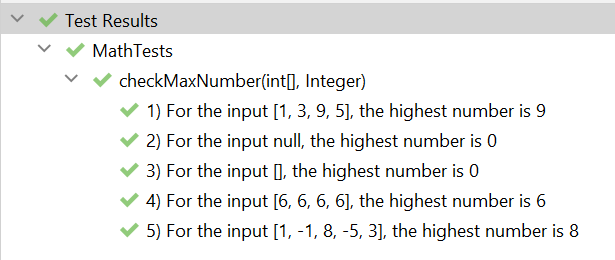 Test Results
MathTests
checkMaxNumber(int[], Integer)
1) For the input [1, 3, 9, 5], the highest number is 9
2) For the input null, the highest number is 0
3) For the input [], the highest number is 0
4) For the input [6, 6, 6, 6], the highest number is 6
5) For the input [1, -1, 8, -5, 3], the highest number is 8